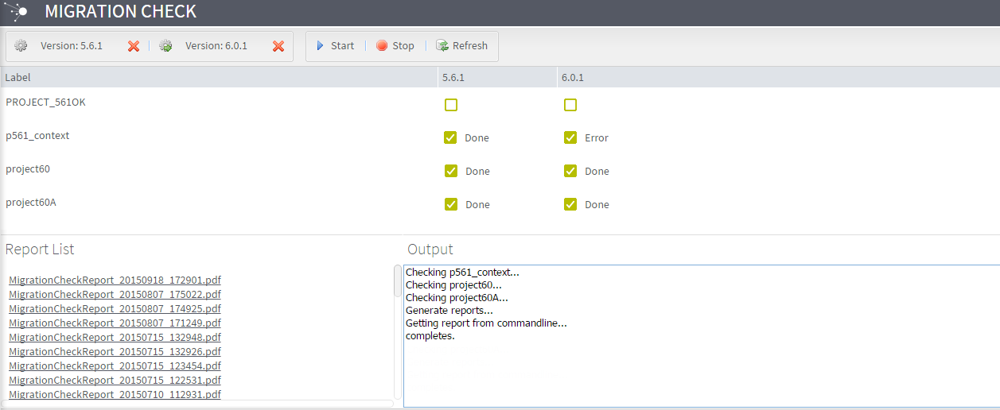 MIGRATION CHECK
Version: 5.6.1 Version: 6.0.1 Start Stop Refresh
Label 5.6.1 6.0.1
PROJECT_561OK
p561_context Done Error
project60 Done Done
project60A Done Done
Report List
MigrationCheckReport_20150918_172901.pdf
MigrationCheckReport_20150807_175022.pdf
MigrationCheckReport_20150807_174925.pdf
MigrationCheckReport_20150807_171249.pdf
MigrationCheckReport_20150715_132948.pdf
MigrationCheckReport_20150715_132926.pdf
MigrationCheckReport_20150715_123454.pdf
MigrationCheckReport_20150715_122531.pdf
MigrationCheckReport_20150710_112931.pdf
Output
Checking p561_context...
Checking project60...
Checking project60A...
Generate reports...
Getting report from commandline...
completes.